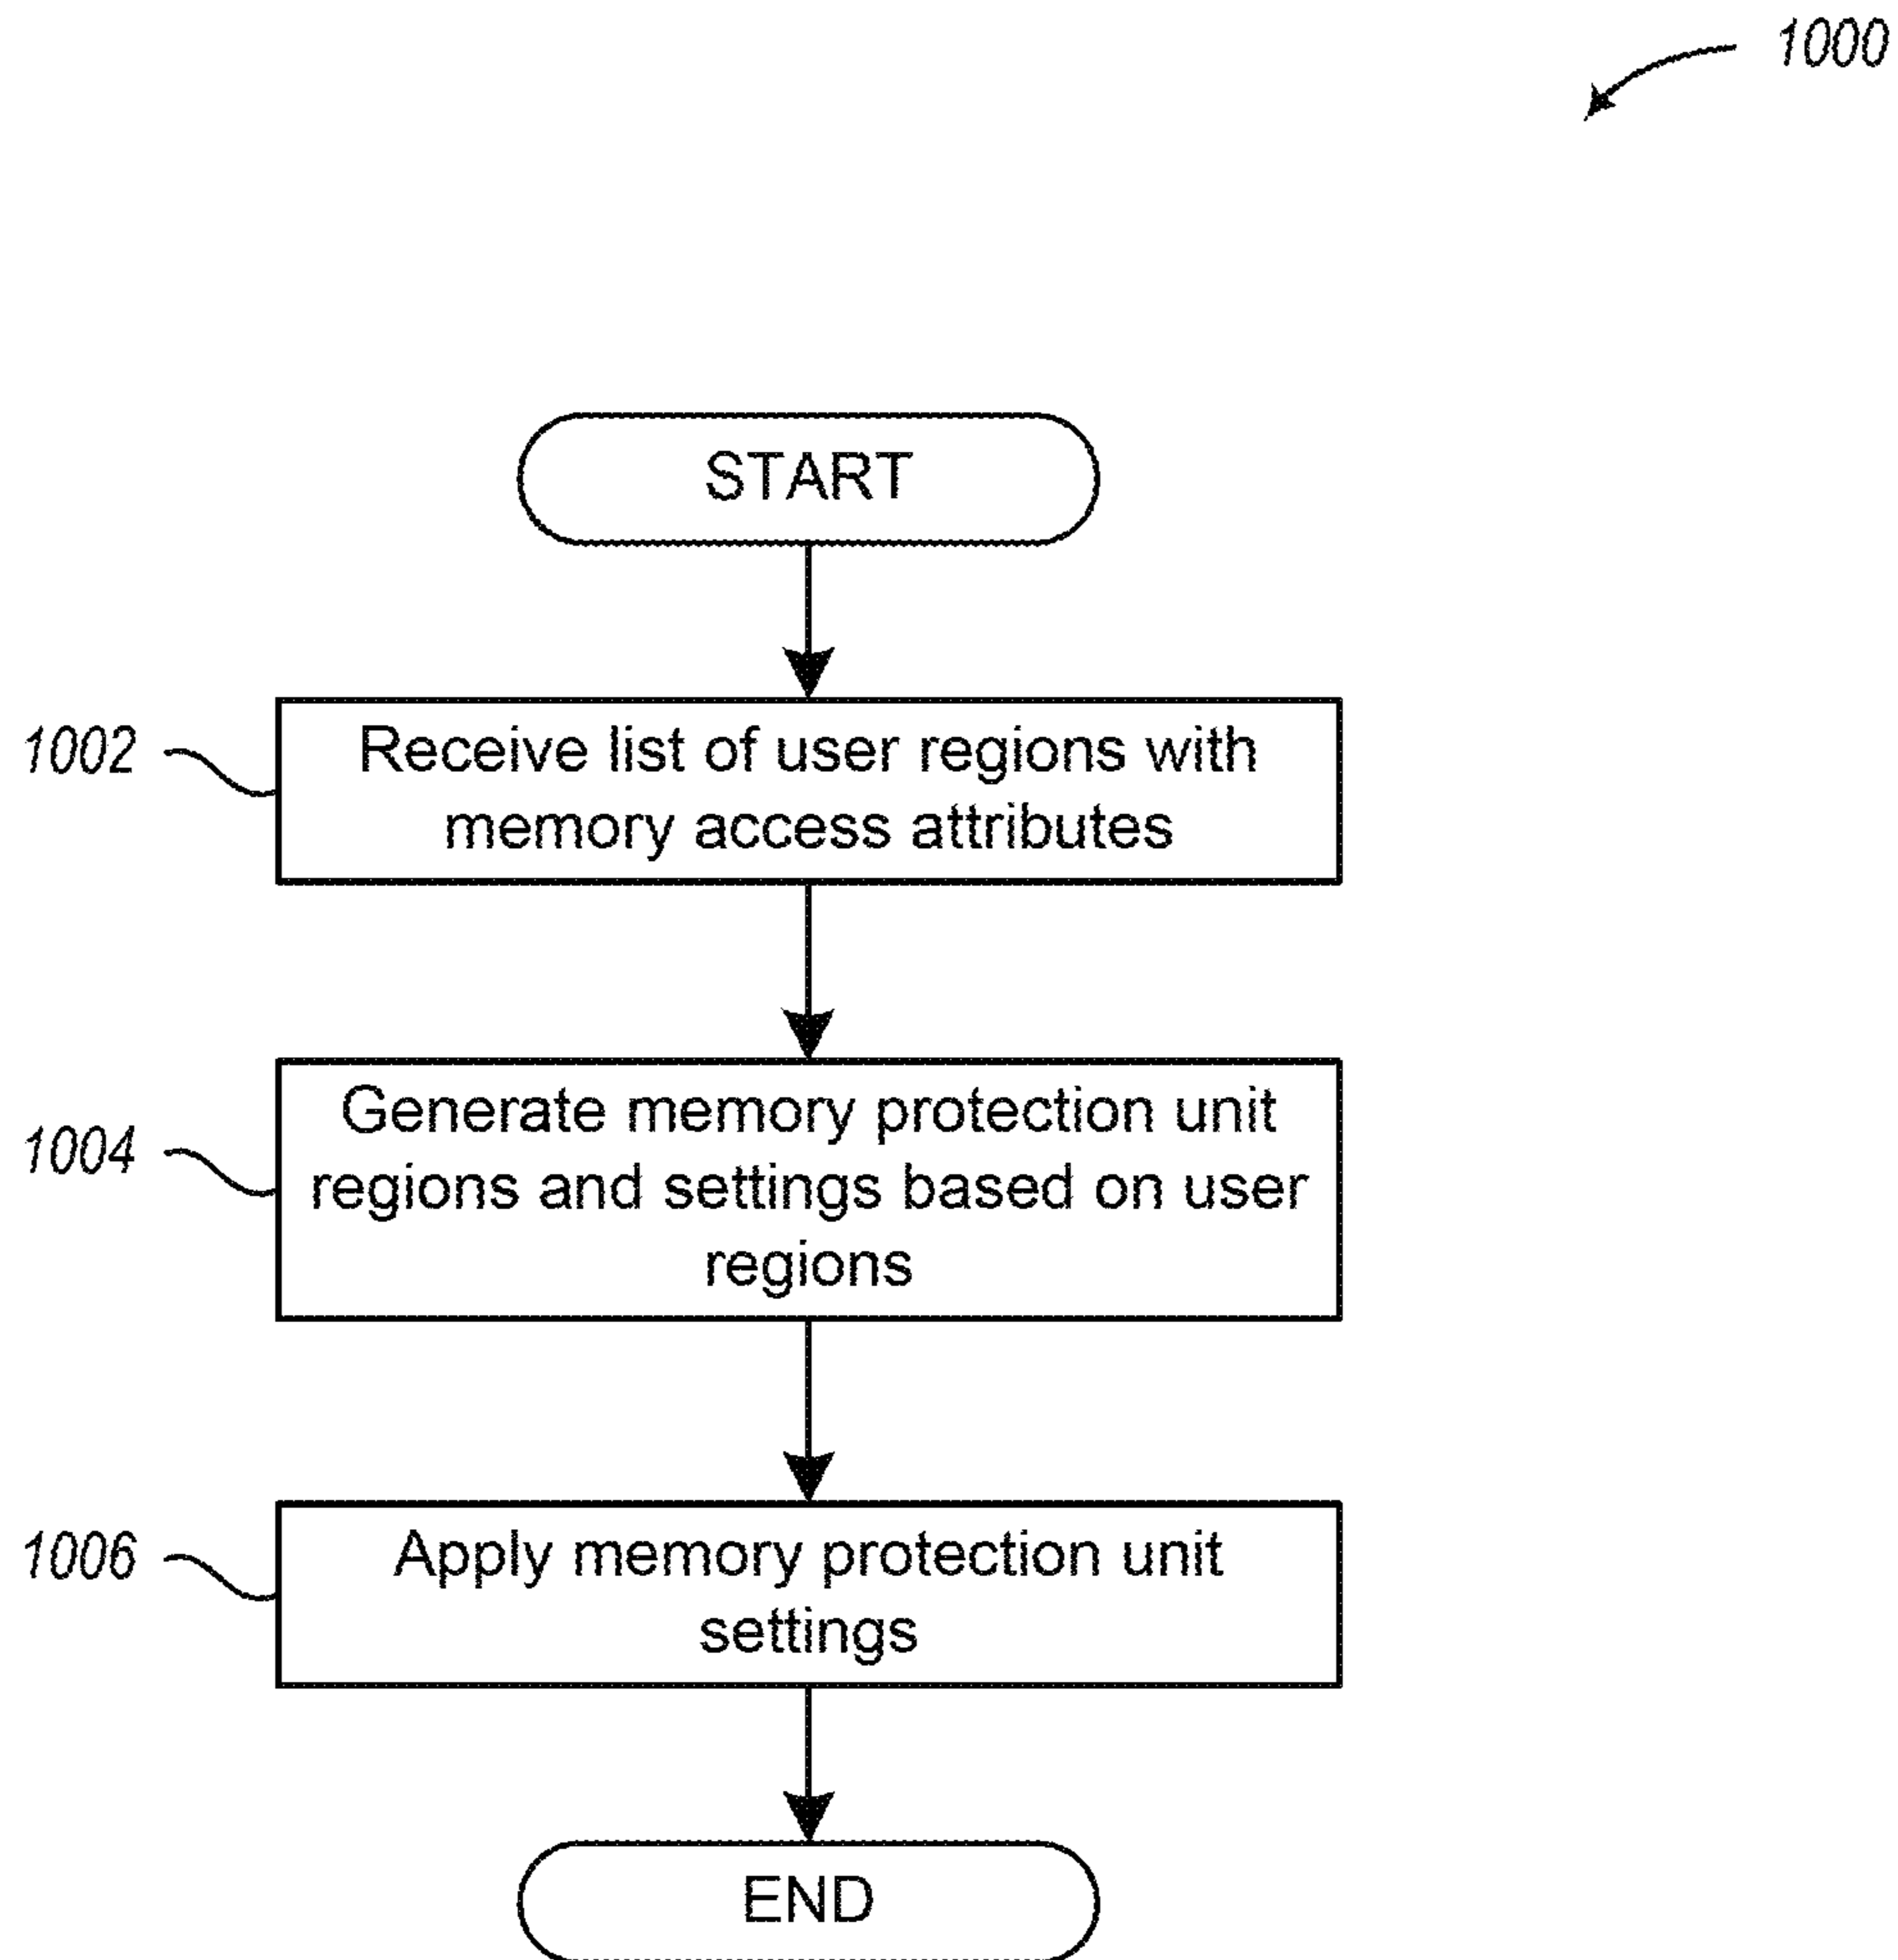 1000
START
1002
Receive list of user regions with
memory access attributes
1004
Generate memory protection unit
regions and settings based on user
regions
1006
Apply memory protection unit
settings
END